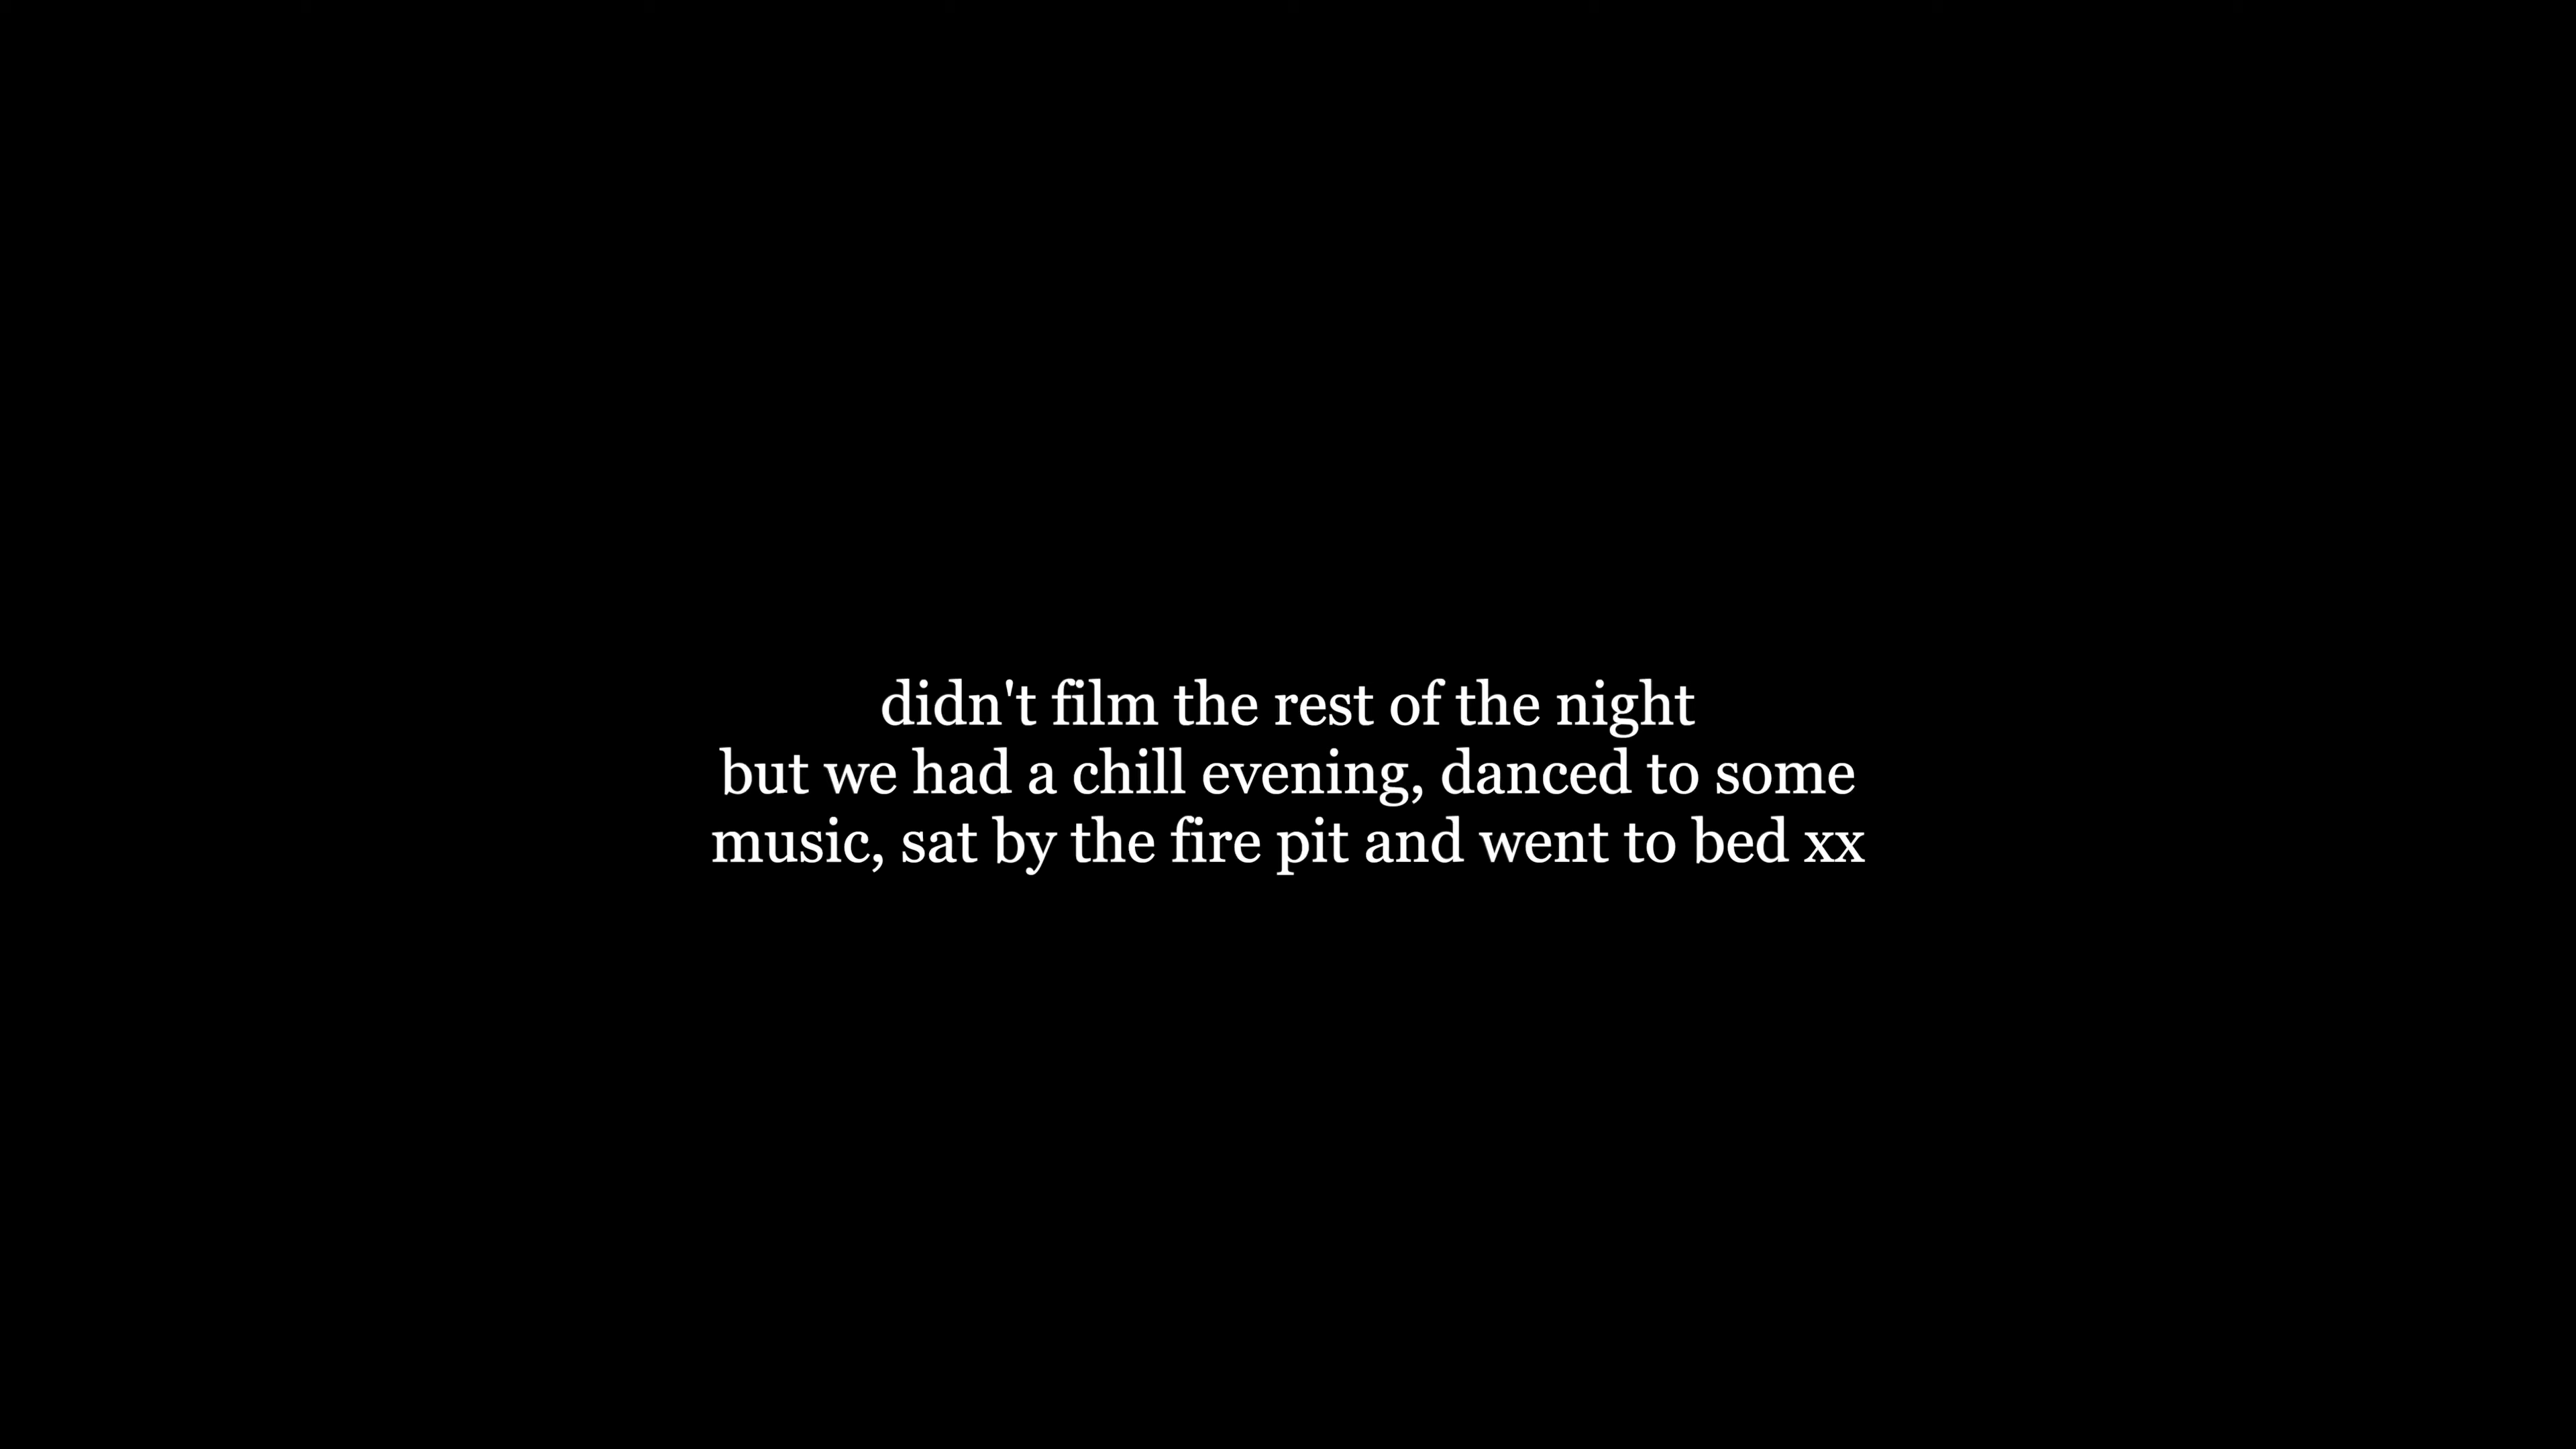 didn't film the rest of the night
but we had a chill evening, danced to some
music, sat by the fire pit and went to bed xx